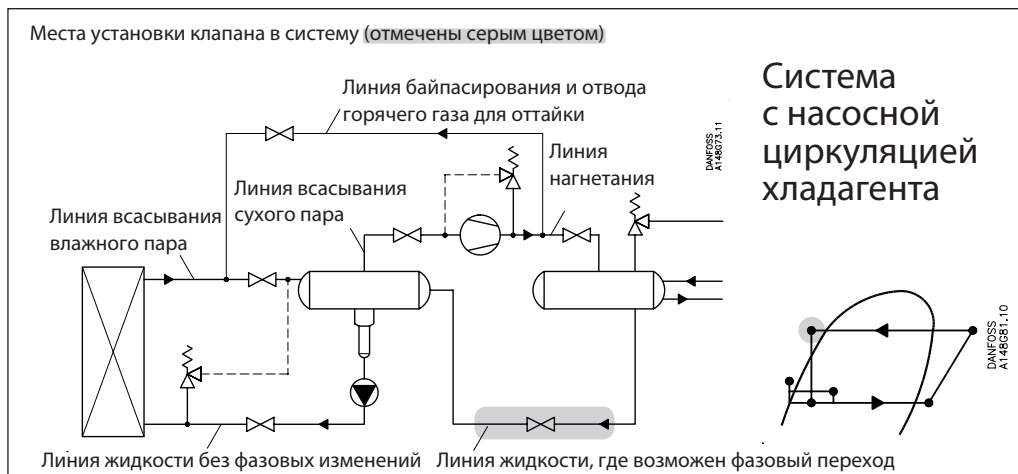 Места установки клапана в систему (отмечены серым цветом)
Линия байпасирования и отвода
горячего газа для оттайки
Линия
нагнетания
Линия всасывания
сухого пара
Линия всасывания
влажного пара
DANFOSS
A148G73.11
Система
с насосной
циркуляцией
хладагента
DANFOSS
A148G81.10
Линия жидкости без фазовых изменений
Линия жидкости, где возможен фазовый переход